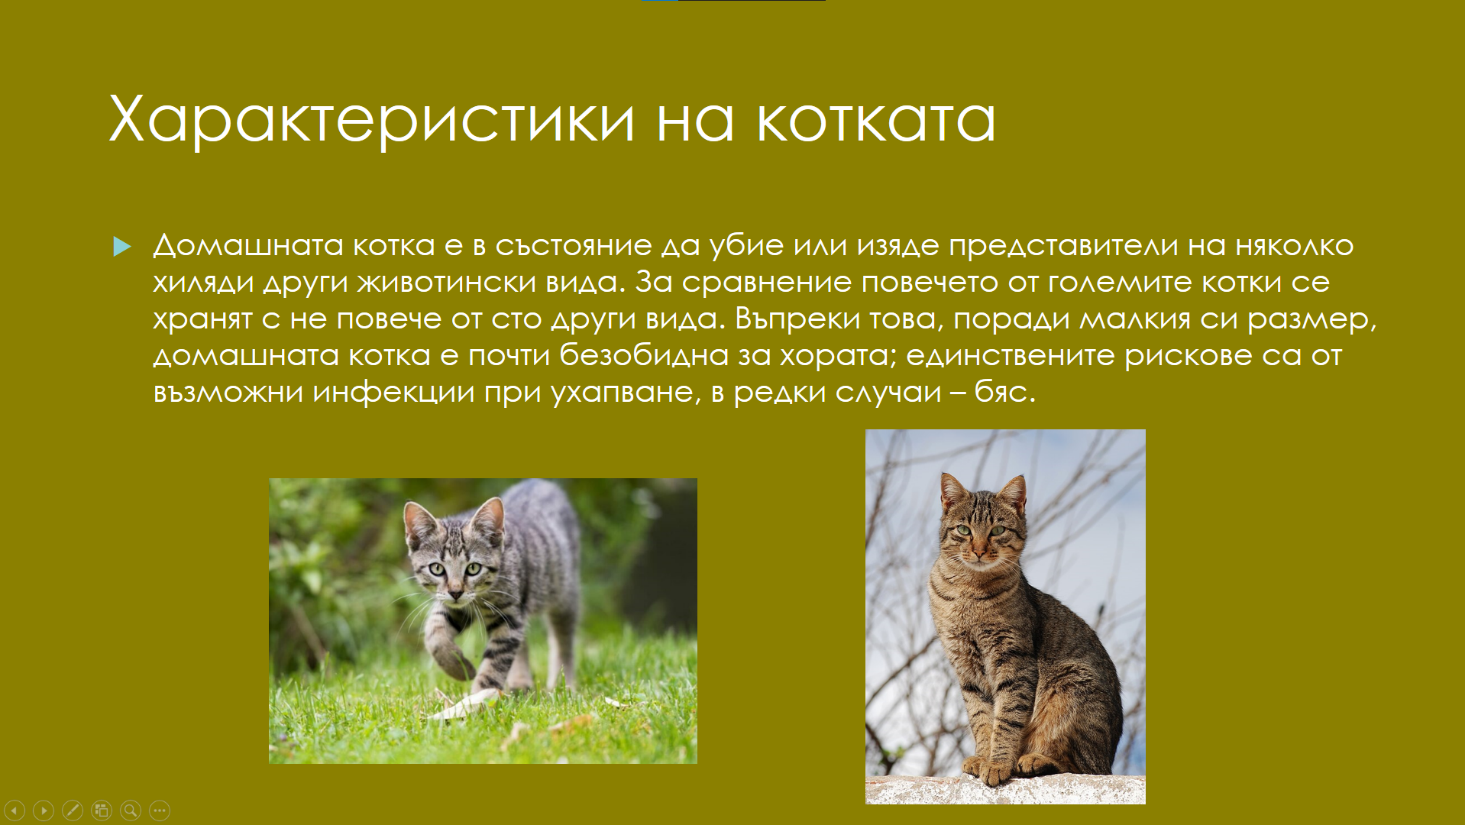 Характеристики на котката
Домашната котка е в състояние да убие или изяде представители на няколко
хиляди други животински вида. За сравнение повечето от големите котки се
хранят с не повече от сто други вида. Въпреки това, поради малкия си размер,
домашната котка е почти безобидна за хората; единствените рискове са от
възможни инфекции при ухапване, в редки случаи – бяс.